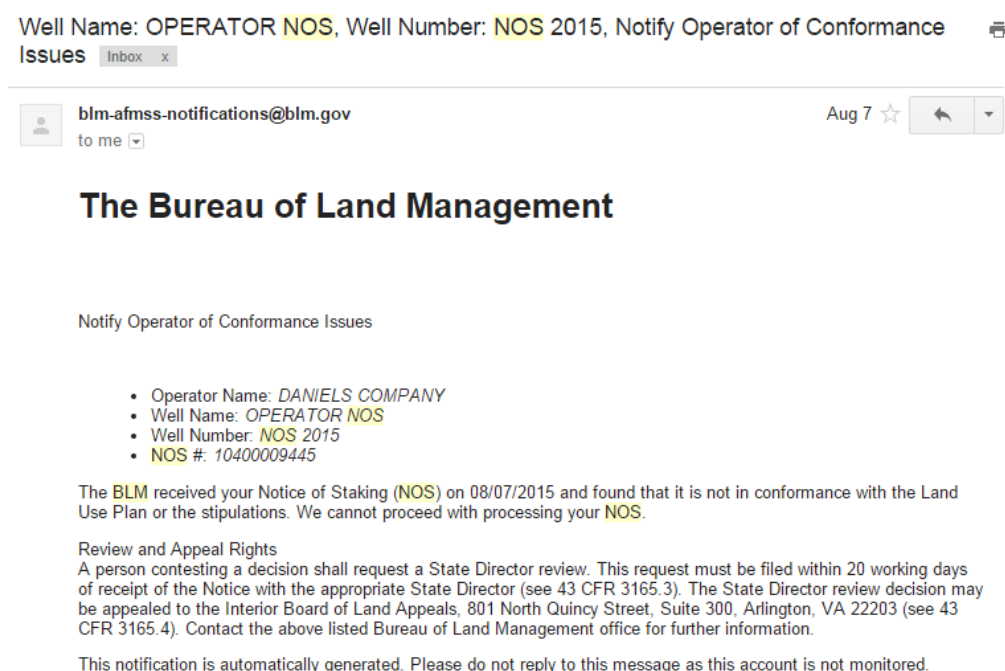 Well Name: OPERATOR NOS, Well Number: NOS 2015, Notify Operator of Conformance
Issues Inbox x
blm-afmss-notifications@blm.gov
Aug 7
to me
The Bureau of Land Management
Notify Operator of Conformance Issues
• Operator Name: DANIELS COMPANY
• Well Name: OPERATOR NOS
• Well Number: NOS 2015
• NOS #: 10400009445
The BLM received your Notice of Staking (NOS) on 08/07/2015 and found that it is not in conformance with the Land
Use Plan or the stipulations. We cannot proceed with processing your NOS.
Review and Appeal Rights
A person contesting a decision shall request a State Director review. This request must be filed within 20 working days
of receipt of the Notice with the appropriate State Director (see 43 CFR 3165.3). The State Director review decision may
be appealed to the Interior Board of Land Appeals, 801 North Quincy Street, Suite 300, Arlington, VA 22203 (see 43
CFR 3165.4). Contact the above listed Bureau of Land Management office for further information.
This notification is automatically generated. Please do not reply to this message as this account is not monitored.